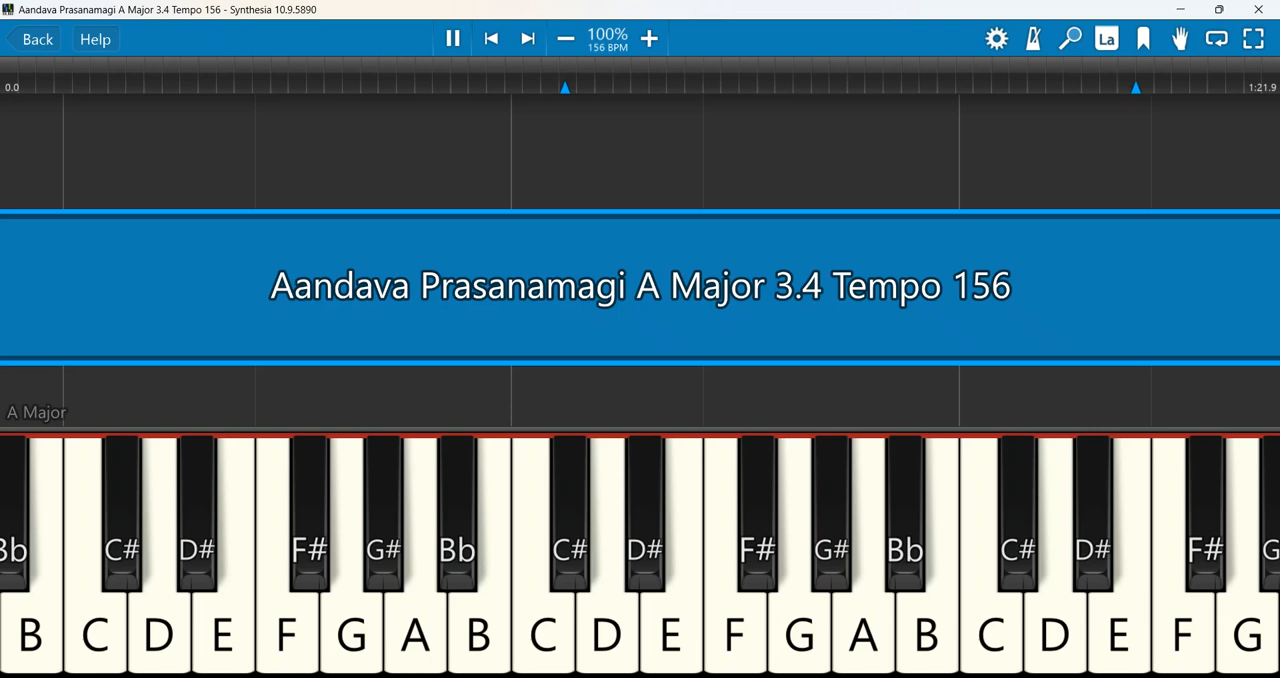 Aandava Prasanamagi A Major 3.4 Tempo 156 - Synthesia 10.9.5890
Back Help 100% La
156 BPM
0.0 1:21.9
Aandava Prasanamagi A Major 3.4 Tempo 156
A Major
Bb C# D# F# G# Bb C# D# F# G# Bb C# D# F# G
B C D E F G A B C D E F G A B C D E F G